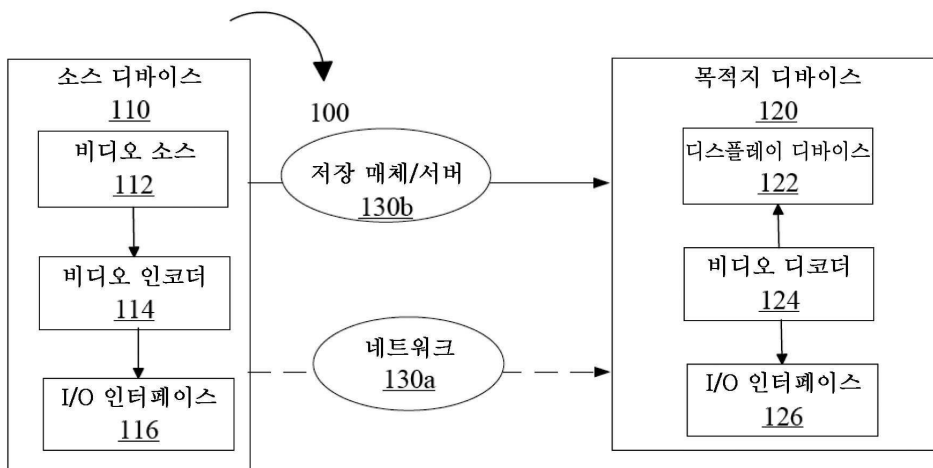 소스 디바이스
110
비디오 소스
112
비디오 인코더
114
I/O 인터페이스
116
100
저장 매체/서버
130b
네트워크
130a
목적지 디바이스
120
디스플레이 디바이스
122
비디오 디코더
124
I/O 인터페이스
126